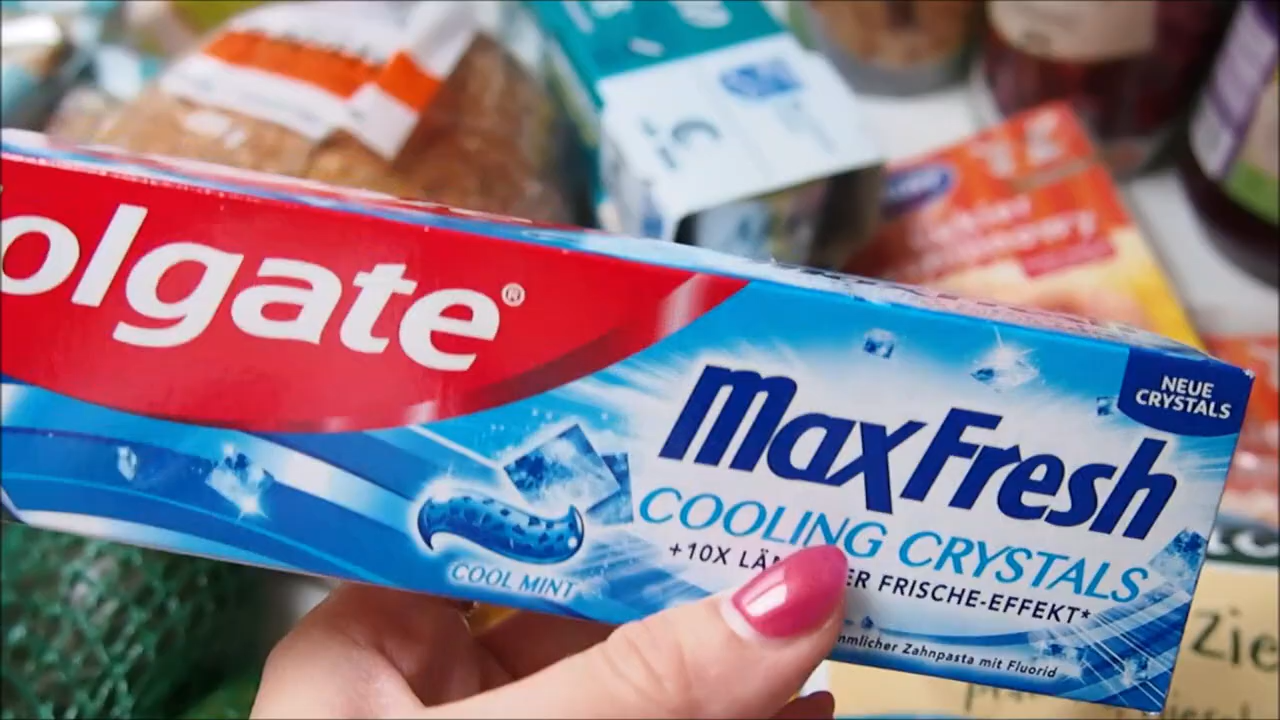 olgate®
NEUE
CRYSTALS
MaxFresh
COOLING CRYSTALS
+10X FRISCHE-EFFEKT*
COOL MINT
Zahnpasta mit Fluorid
Zie